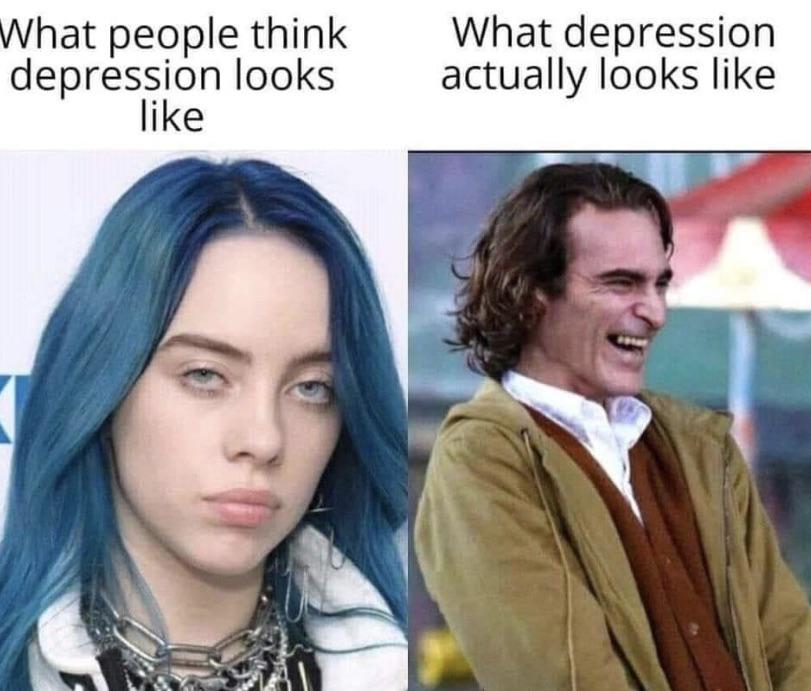 What people think
depression looks
like
What depression
actually looks like